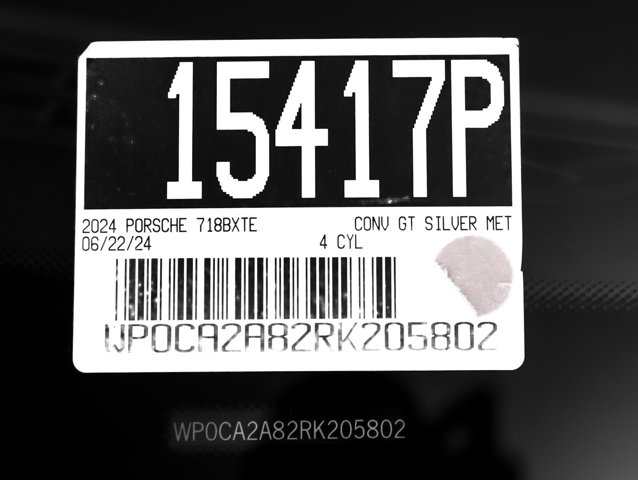 15417P
2024 PORSCHE 718BXTE CONV GT SILVER MET
06/22/24 4 CYL
WP0CA2A82RK205802
WP0CA2A82RK205802